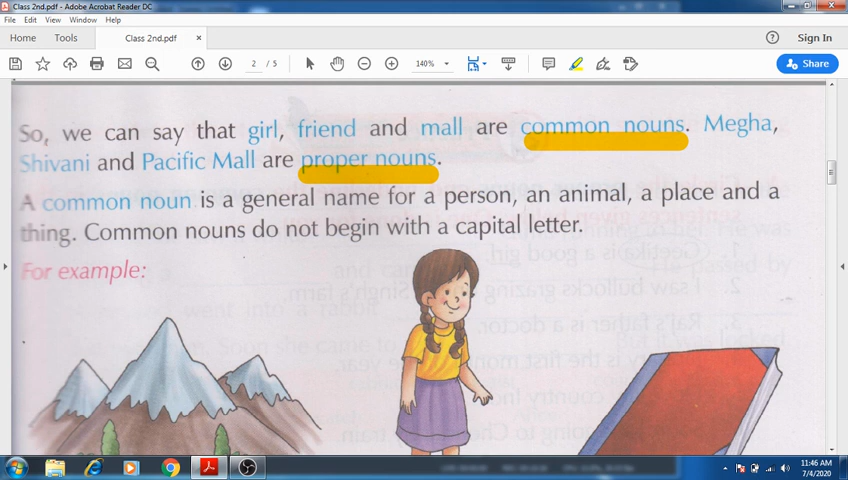 Class 2nd.pdf - Adobe Acrobat Reader DC
File Edit View Window Help
Home Tools Class 2nd.pdf × Sign In
2 / 5 140% Share
So, we can say that girl, friend and mall are common nouns. Megha,
Shivani and Pacific Mall are proper nouns.
A common noun is a general name for a person, an animal, a place and a
thing. Common nouns do not begin with a capital letter.
For example:
11:46 AM
7/4/2020